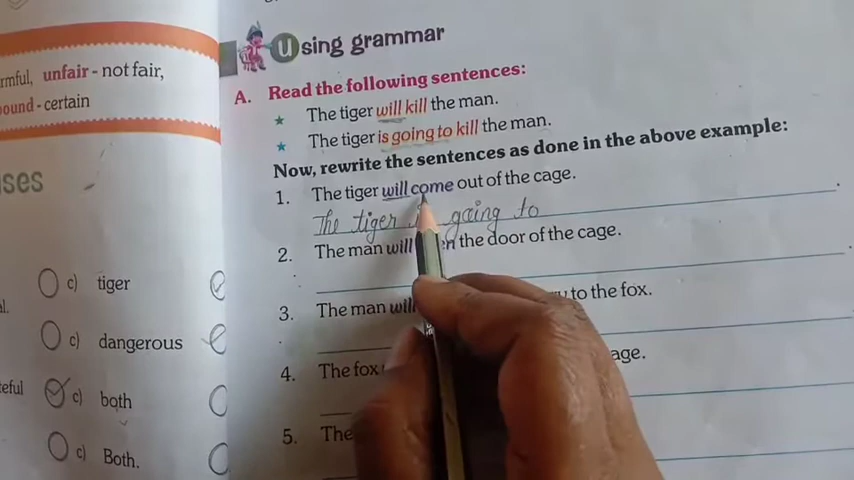 rmful, unfair - not fair,
ound - certain
ses
c) tiger
al.
c) dangerous
teful
c) both
c) Both.
Using grammar
A. Read the following sentences:
The tiger will kill the man.
The tiger is going to kill the man.
Now, rewrite the sentences as done in the above example:
1. The tiger will come out of the cage.
The tiger going to
2. The man will the door of the cage.
3. The man will to the fox.
4. The fox age.
5. The